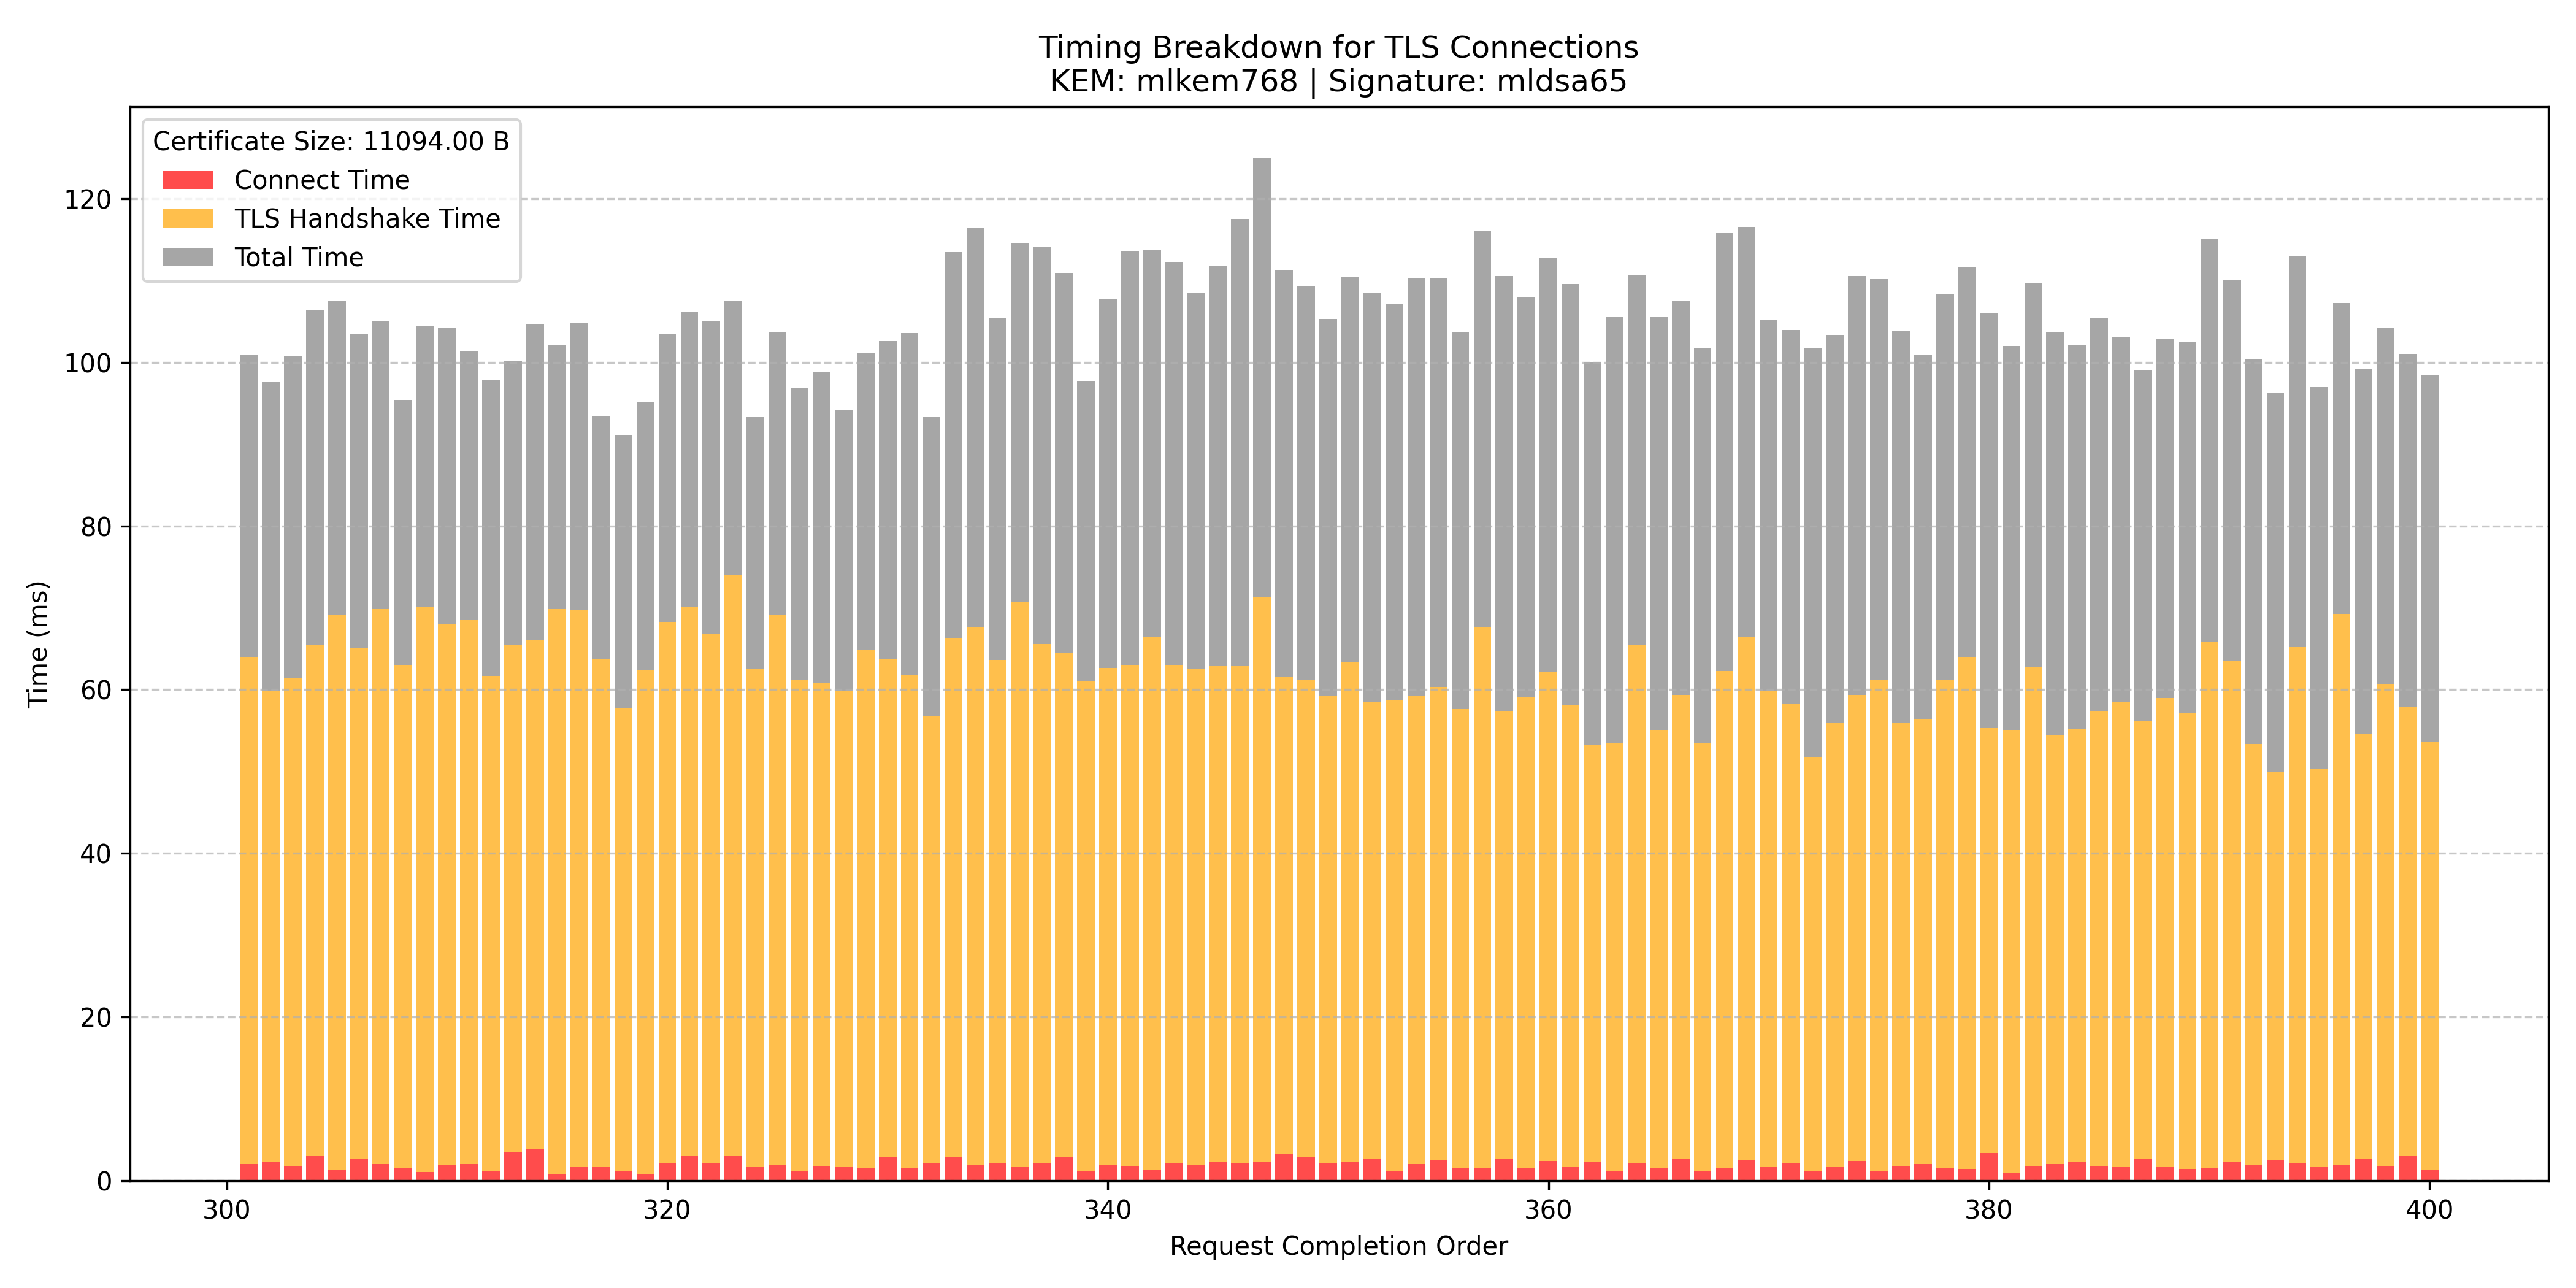 Timing Breakdown for TLS Connections
KEM: mlkem768 | Signature: mldsa65
Certificate Size: 11094.00 B
Connect Time
TLS Handshake Time
Total Time
Time (ms)
120
100
80
60
40
20
0
300 320 340 360 380 400
Request Completion Order